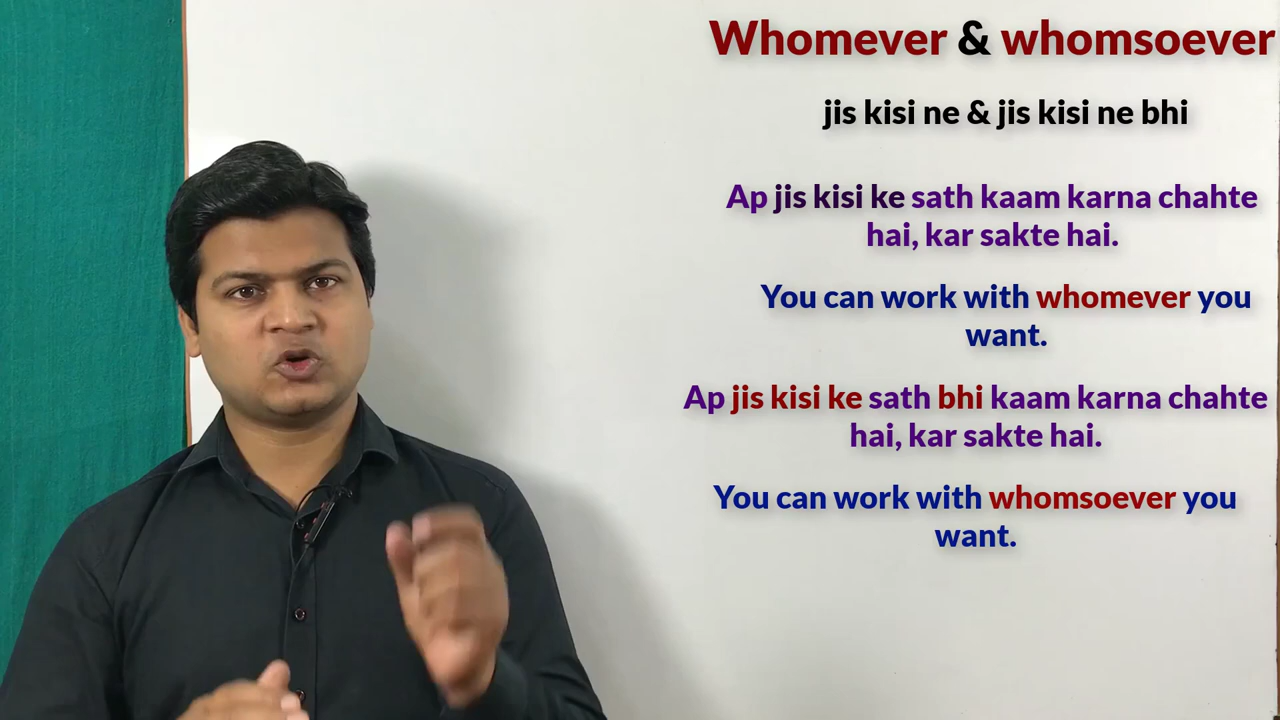 Whomever & whomsoever
jis kisi ne & jis kisi ne bhi
Ap jis kisi ke sath kaam karna chahte
hai, kar sakte hai.
You can work with whomever you
want.
Ap jis kisi ke sath bhi kaam karna chahte
hai, kar sakte hai.
You can work with whomsoever you
want.